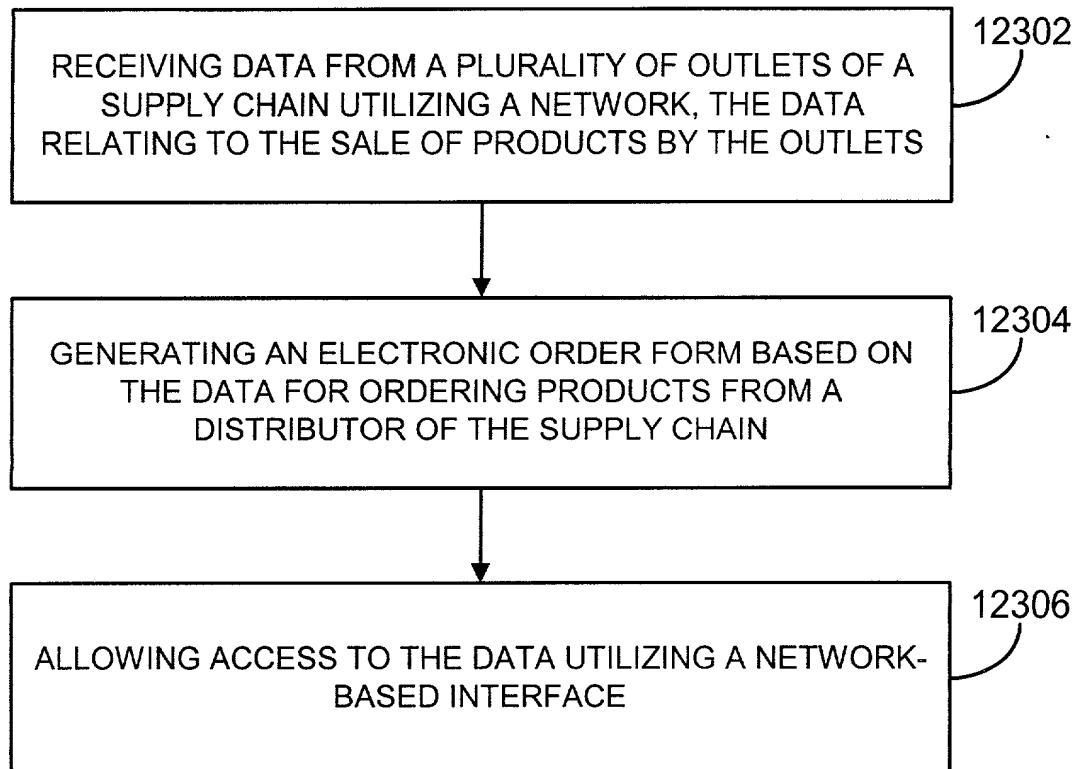 12302
RECEIVING DATA FROM A PLURALITY OF OUTLETS OF A
SUPPLY CHAIN UTILIZING A NETWORK, THE DATA
RELATING TO THE SALE OF PRODUCTS BY THE OUTLETS
12304
GENERATING AN ELECTRONIC ORDER FORM BASED ON
THE DATA FOR ORDERING PRODUCTS FROM A
DISTRIBUTOR OF THE SUPPLY CHAIN
12306
ALLOWING ACCESS TO THE DATA UTILIZING A NETWORK-
BASED INTERFACE